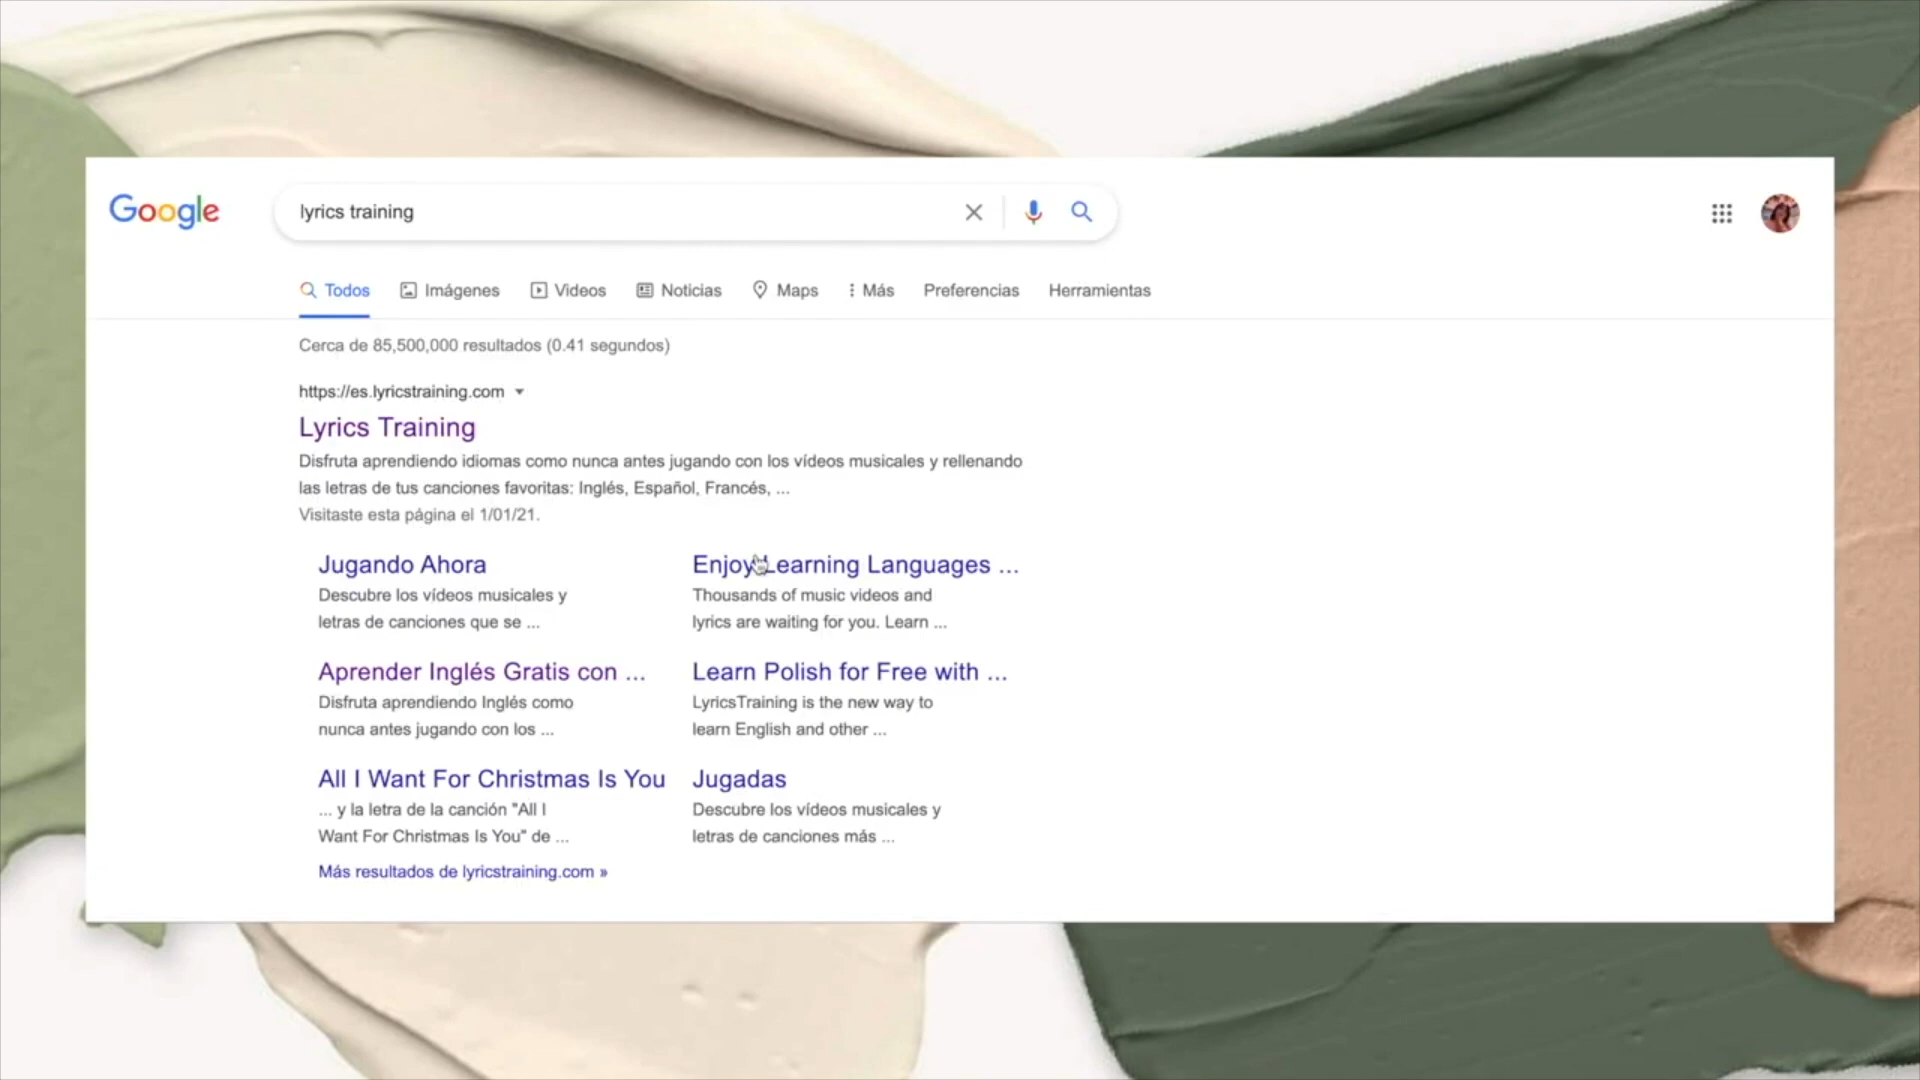 Google
lyrics training
Todos
Imágenes
Videos
Noticias
Maps
Más
Preferencias
Herramientas
Cerca de 85,500,000 resultados (0.41 segundos)
https://es.lyricstraining.com
Lyrics Training
Disfruta aprendiendo idiomas como nunca antes jugando con los vídeos musicales y rellenando
las letras de tus canciones favoritas: Inglés, Español, Francés, ...
Visitaste esta página el 1/01/21.
Jugando Ahora
Descubre los vídeos musicales y
letras de canciones que se ...
Enjoy Learning Languages ...
Thousands of music videos and
lyrics are waiting for you. Learn ...
Aprender Inglés Gratis con ...
Disfruta aprendiendo Inglés como
nunca antes jugando con los ...
Learn Polish for Free with ...
LyricsTraining is the new way to
learn English and other ...
All I Want For Christmas Is You
... y la letra de la canción "All I
Want For Christmas Is You" de ...
Jugadas
Descubre los vídeos musicales y
letras de canciones más ...
Más resultados de lyricstraining.com »